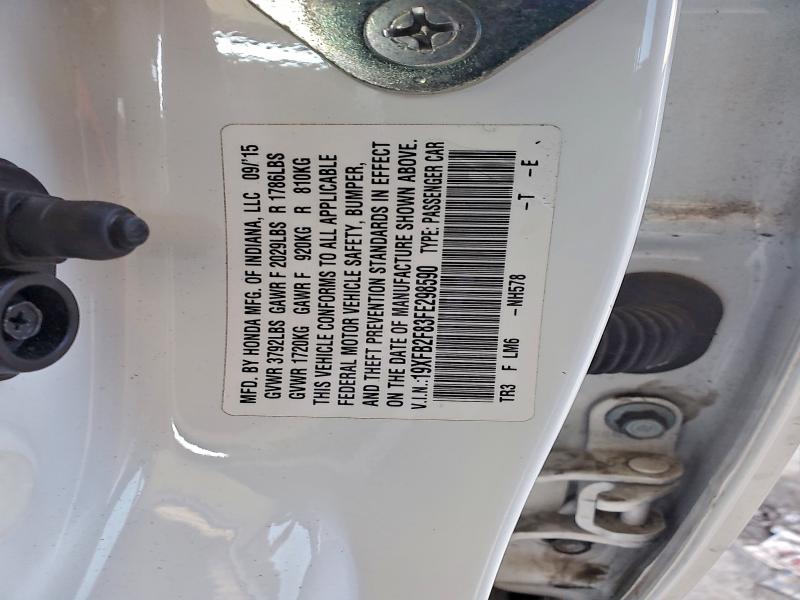 MFD. BY HONDA MFG. OF INDIANA, LLC 09/'15
GVWR 3792LBS GAWR F 2029LBS R 1786LBS
GVWR 1720KG GAWR F 920KG R 810KG
THIS VEHICLE CONFORMS TO ALL APPLICABLE
FEDERAL MOTOR VEHICLE SAFETY, BUMPER,
AND THEFT PREVENTION STANDARDS IN EFFECT
ON THE DATE OF MANUFACTURE SHOWN ABOVE.
V.I.N.:19XFB2F83FE298590 TYPE: PASSENGER CAR
TR3 F LM6 -NH578 -T -E